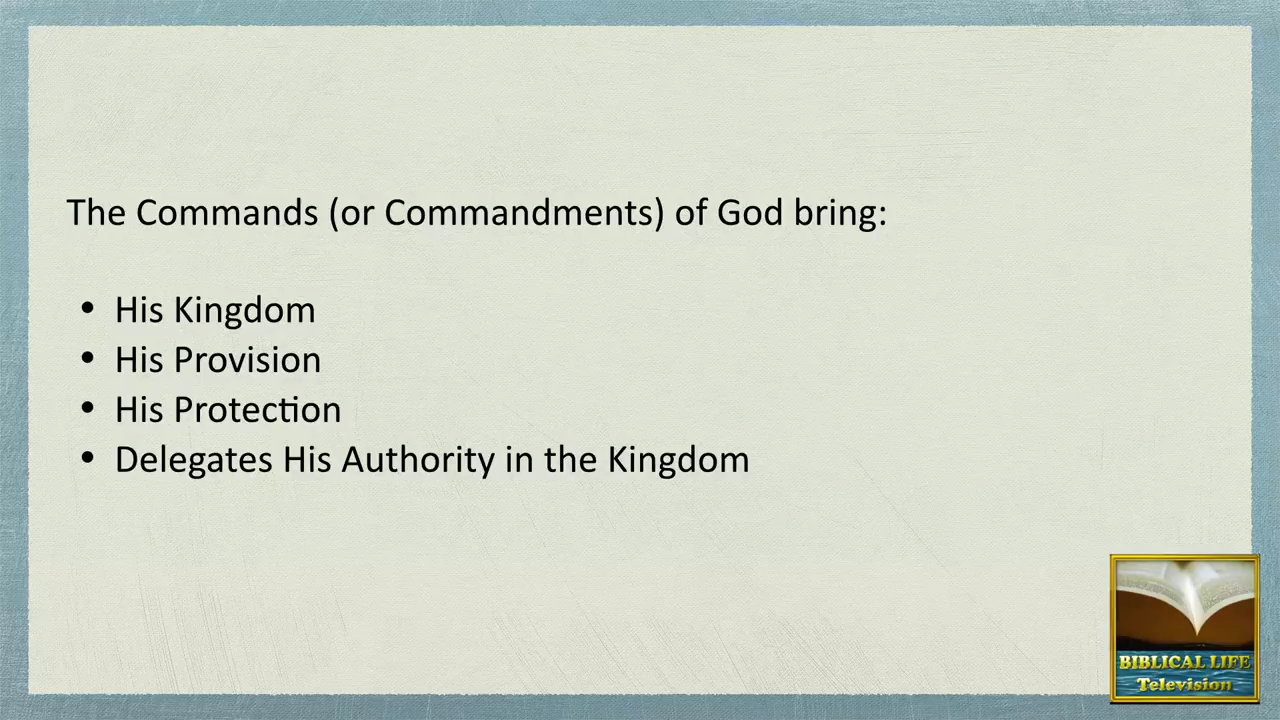 The Commands (or Commandments) of God bring:
• His Kingdom
• His Provision
• His Protection
• Delegates His Authority in the Kingdom
BIBLICAL LIFE
Television